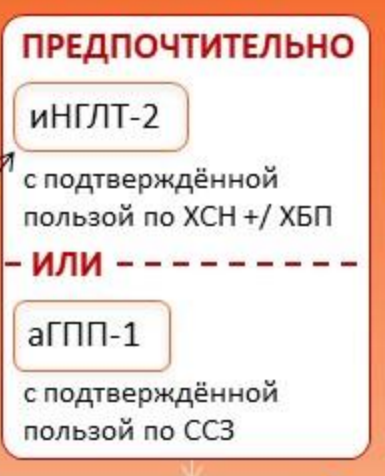 ПРЕДПОЧТИТЕЛЬНО
иНГЛТ-2
с подтверждённой
пользой по ХСН +/ ХБП
ИЛИ
аГПП-1
с подтверждённой
пользой по ССЗ